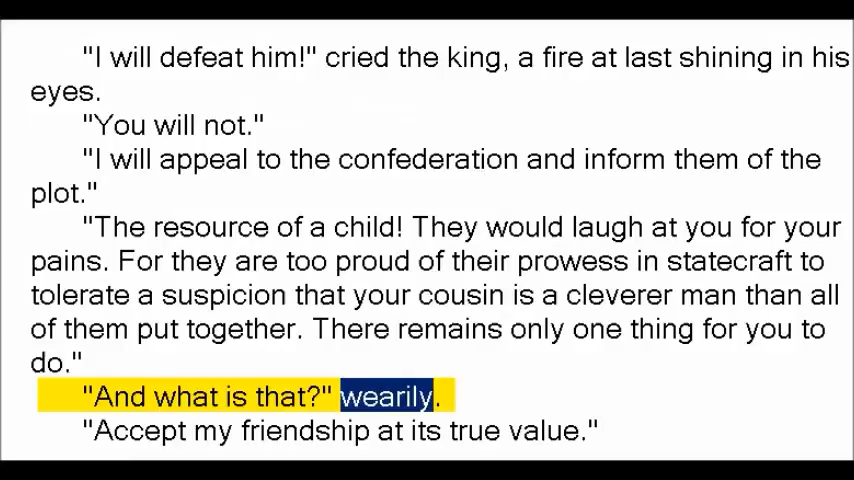 "I will defeat him!" cried the king, a fire at last shining in his
eyes.
"You will not."
"I will appeal to the confederation and inform them of the
plot."
"The resource of a child! They would laugh at you for your
pains. For they are too proud of their prowess in statecraft to
tolerate a suspicion that your cousin is a cleverer man than all
of them put together. There remains only one thing for you to
do."
"And what is that?" wearily.
"Accept my friendship at its true value."